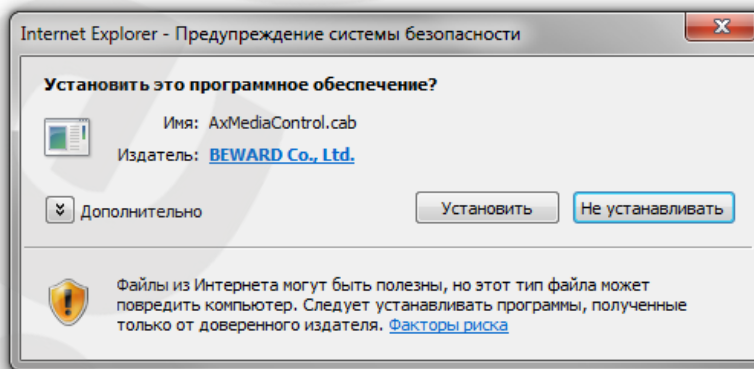 Internet Explorer - Предупреждение системы безопасности
Установить это программное обеспечение?
Имя: AxMediaControl.cab
Издатель: BEWARD Co., Ltd.
Дополнительно
Установить
Не устанавливать
Файлы из Интернета могут быть полезны, но этот тип файла может
повредить компьютер. Следует устанавливать программы, полученные
только от доверенного издателя. Факторы риска